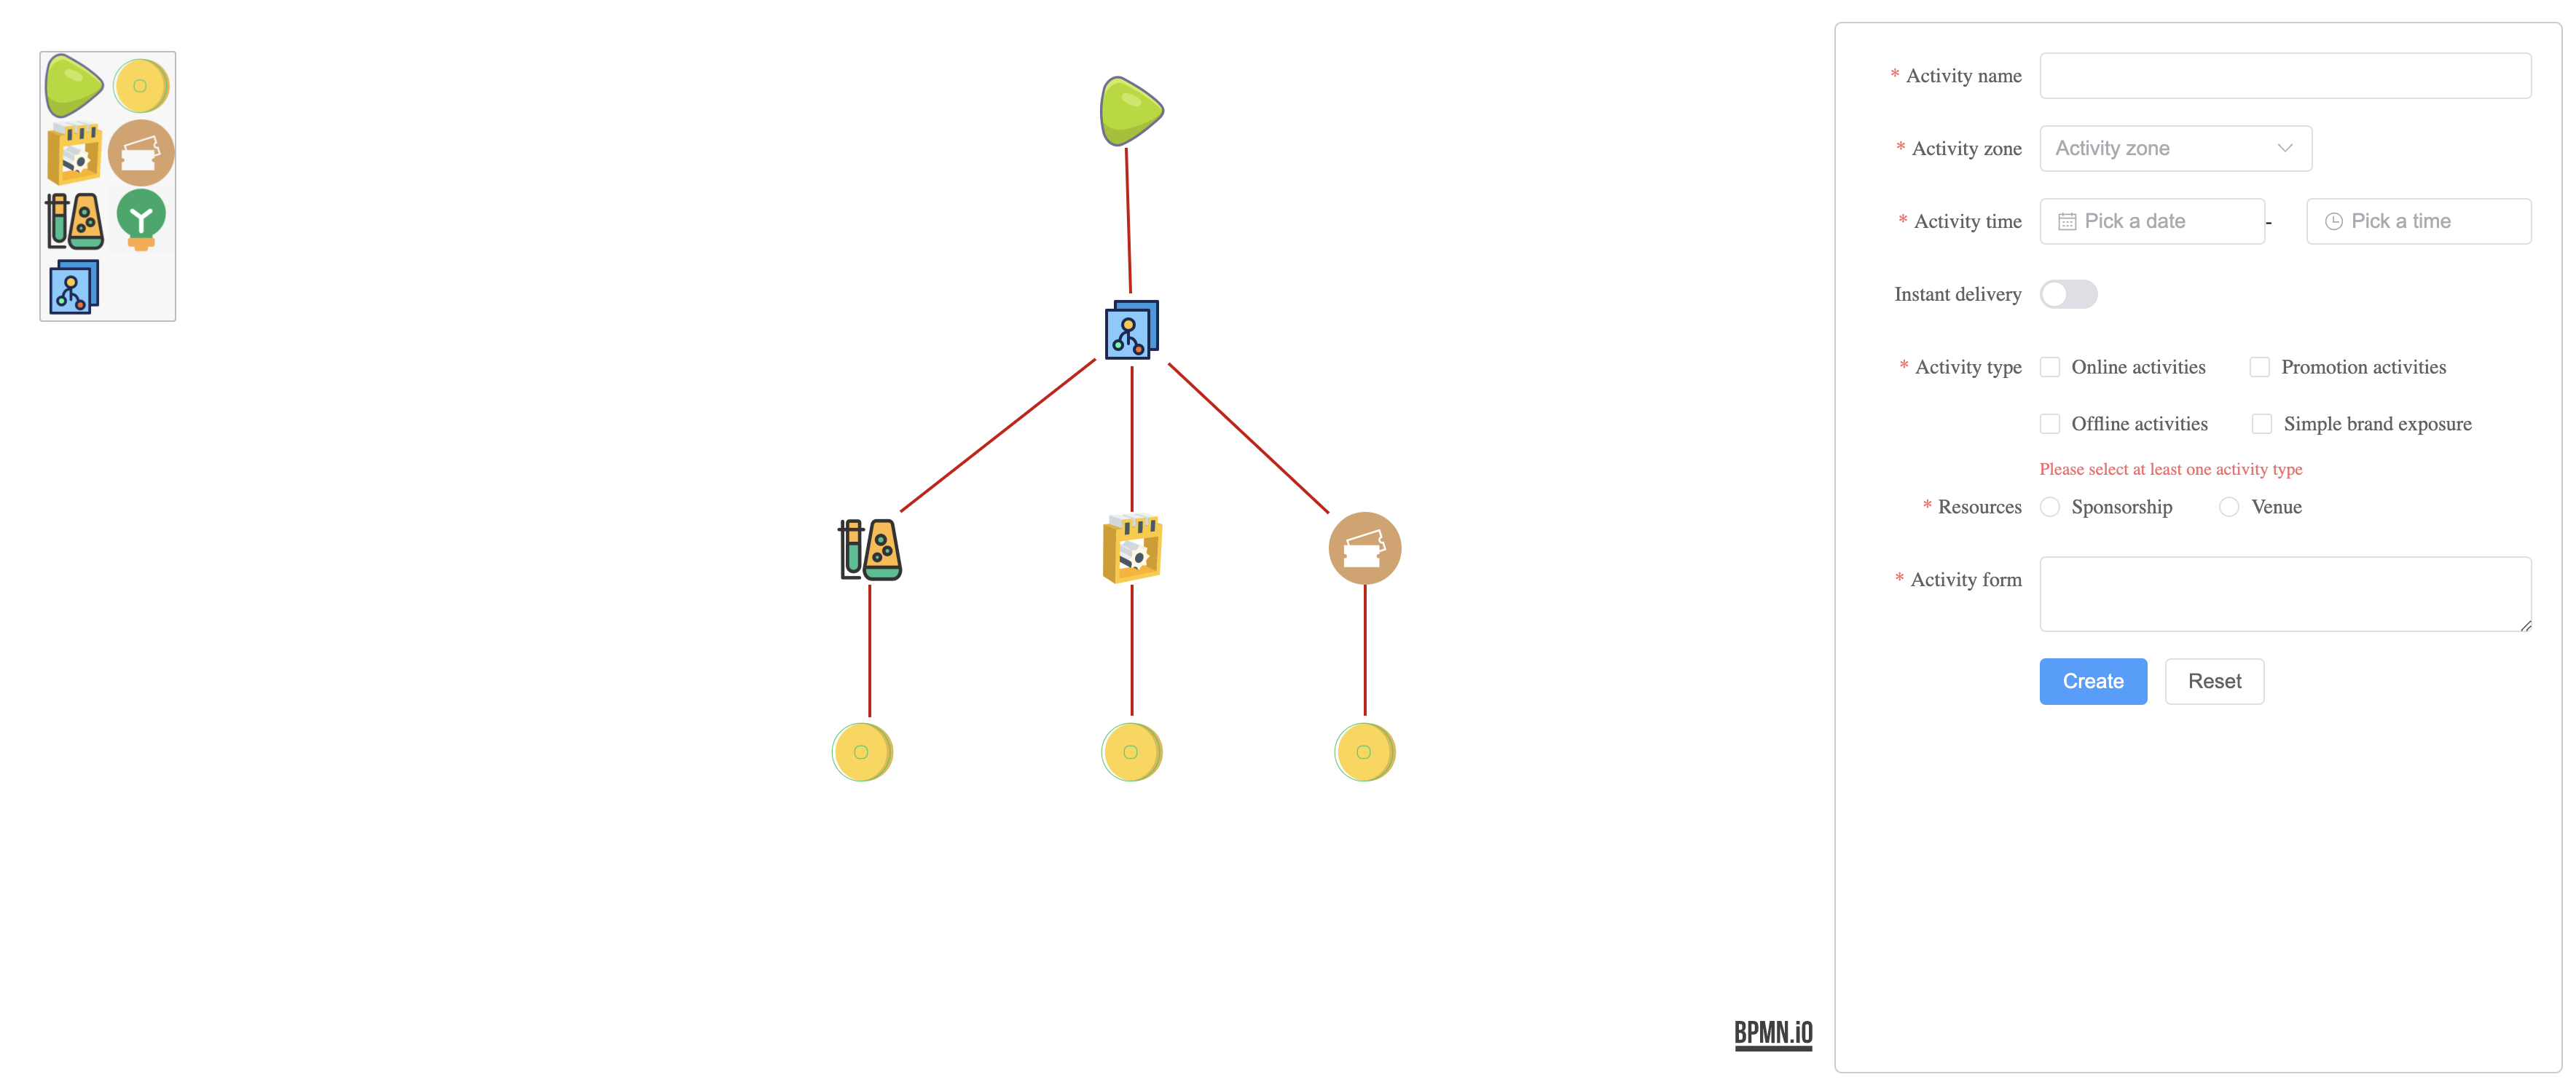 * Activity name
* Activity zone Activity zone
* Activity time Pick a date - Pick a time
Instant delivery
* Activity type Online activities Promotion activities
Offline activities Simple brand exposure
Please select at least one activity type
* Resources Sponsorship Venue
* Activity form
Create Reset
BPMN.iO